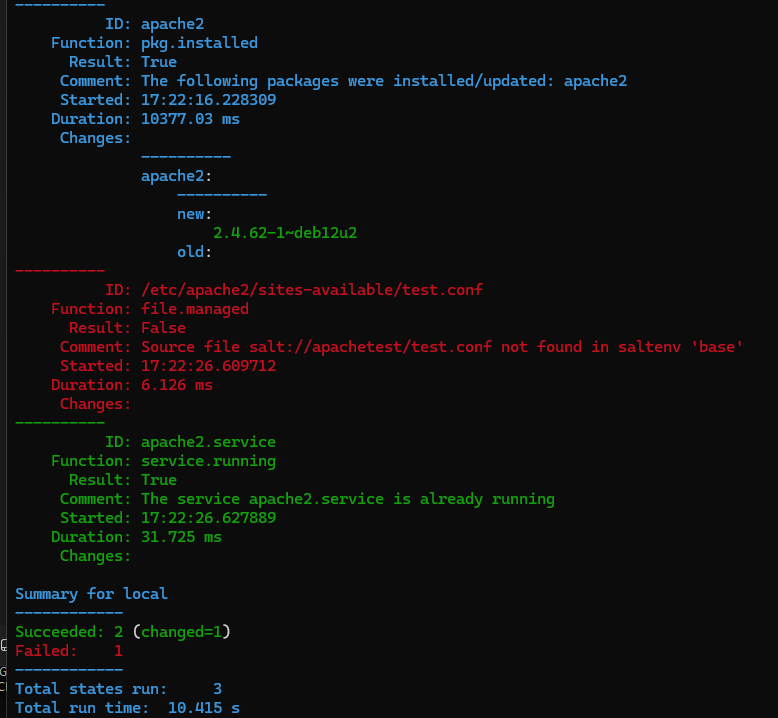 ----------
          ID: apache2
    Function: pkg.installed
      Result: True
     Comment: The following packages were installed/updated: apache2
     Started: 17:22:16.228309
    Duration: 10377.03 ms
     Changes:
              ----------
              apache2:
                  ----------
                  new:
                      2.4.62-1~deb12u2
                  old:
----------
          ID: /etc/apache2/sites-available/test.conf
    Function: file.managed
      Result: False
     Comment: Source file salt://apachetest/test.conf not found in saltenv 'base'
     Started: 17:22:26.609712
    Duration: 6.126 ms
     Changes:
----------
          ID: apache2.service
    Function: service.running
      Result: True
     Comment: The service apache2.service is already running
     Started: 17:22:26.627889
    Duration: 31.725 ms
     Changes:

Summary for local
------------
Succeeded: 2 (changed=1)
Failed:    1
------------
Total states run:     3
Total run time:  10.415 s